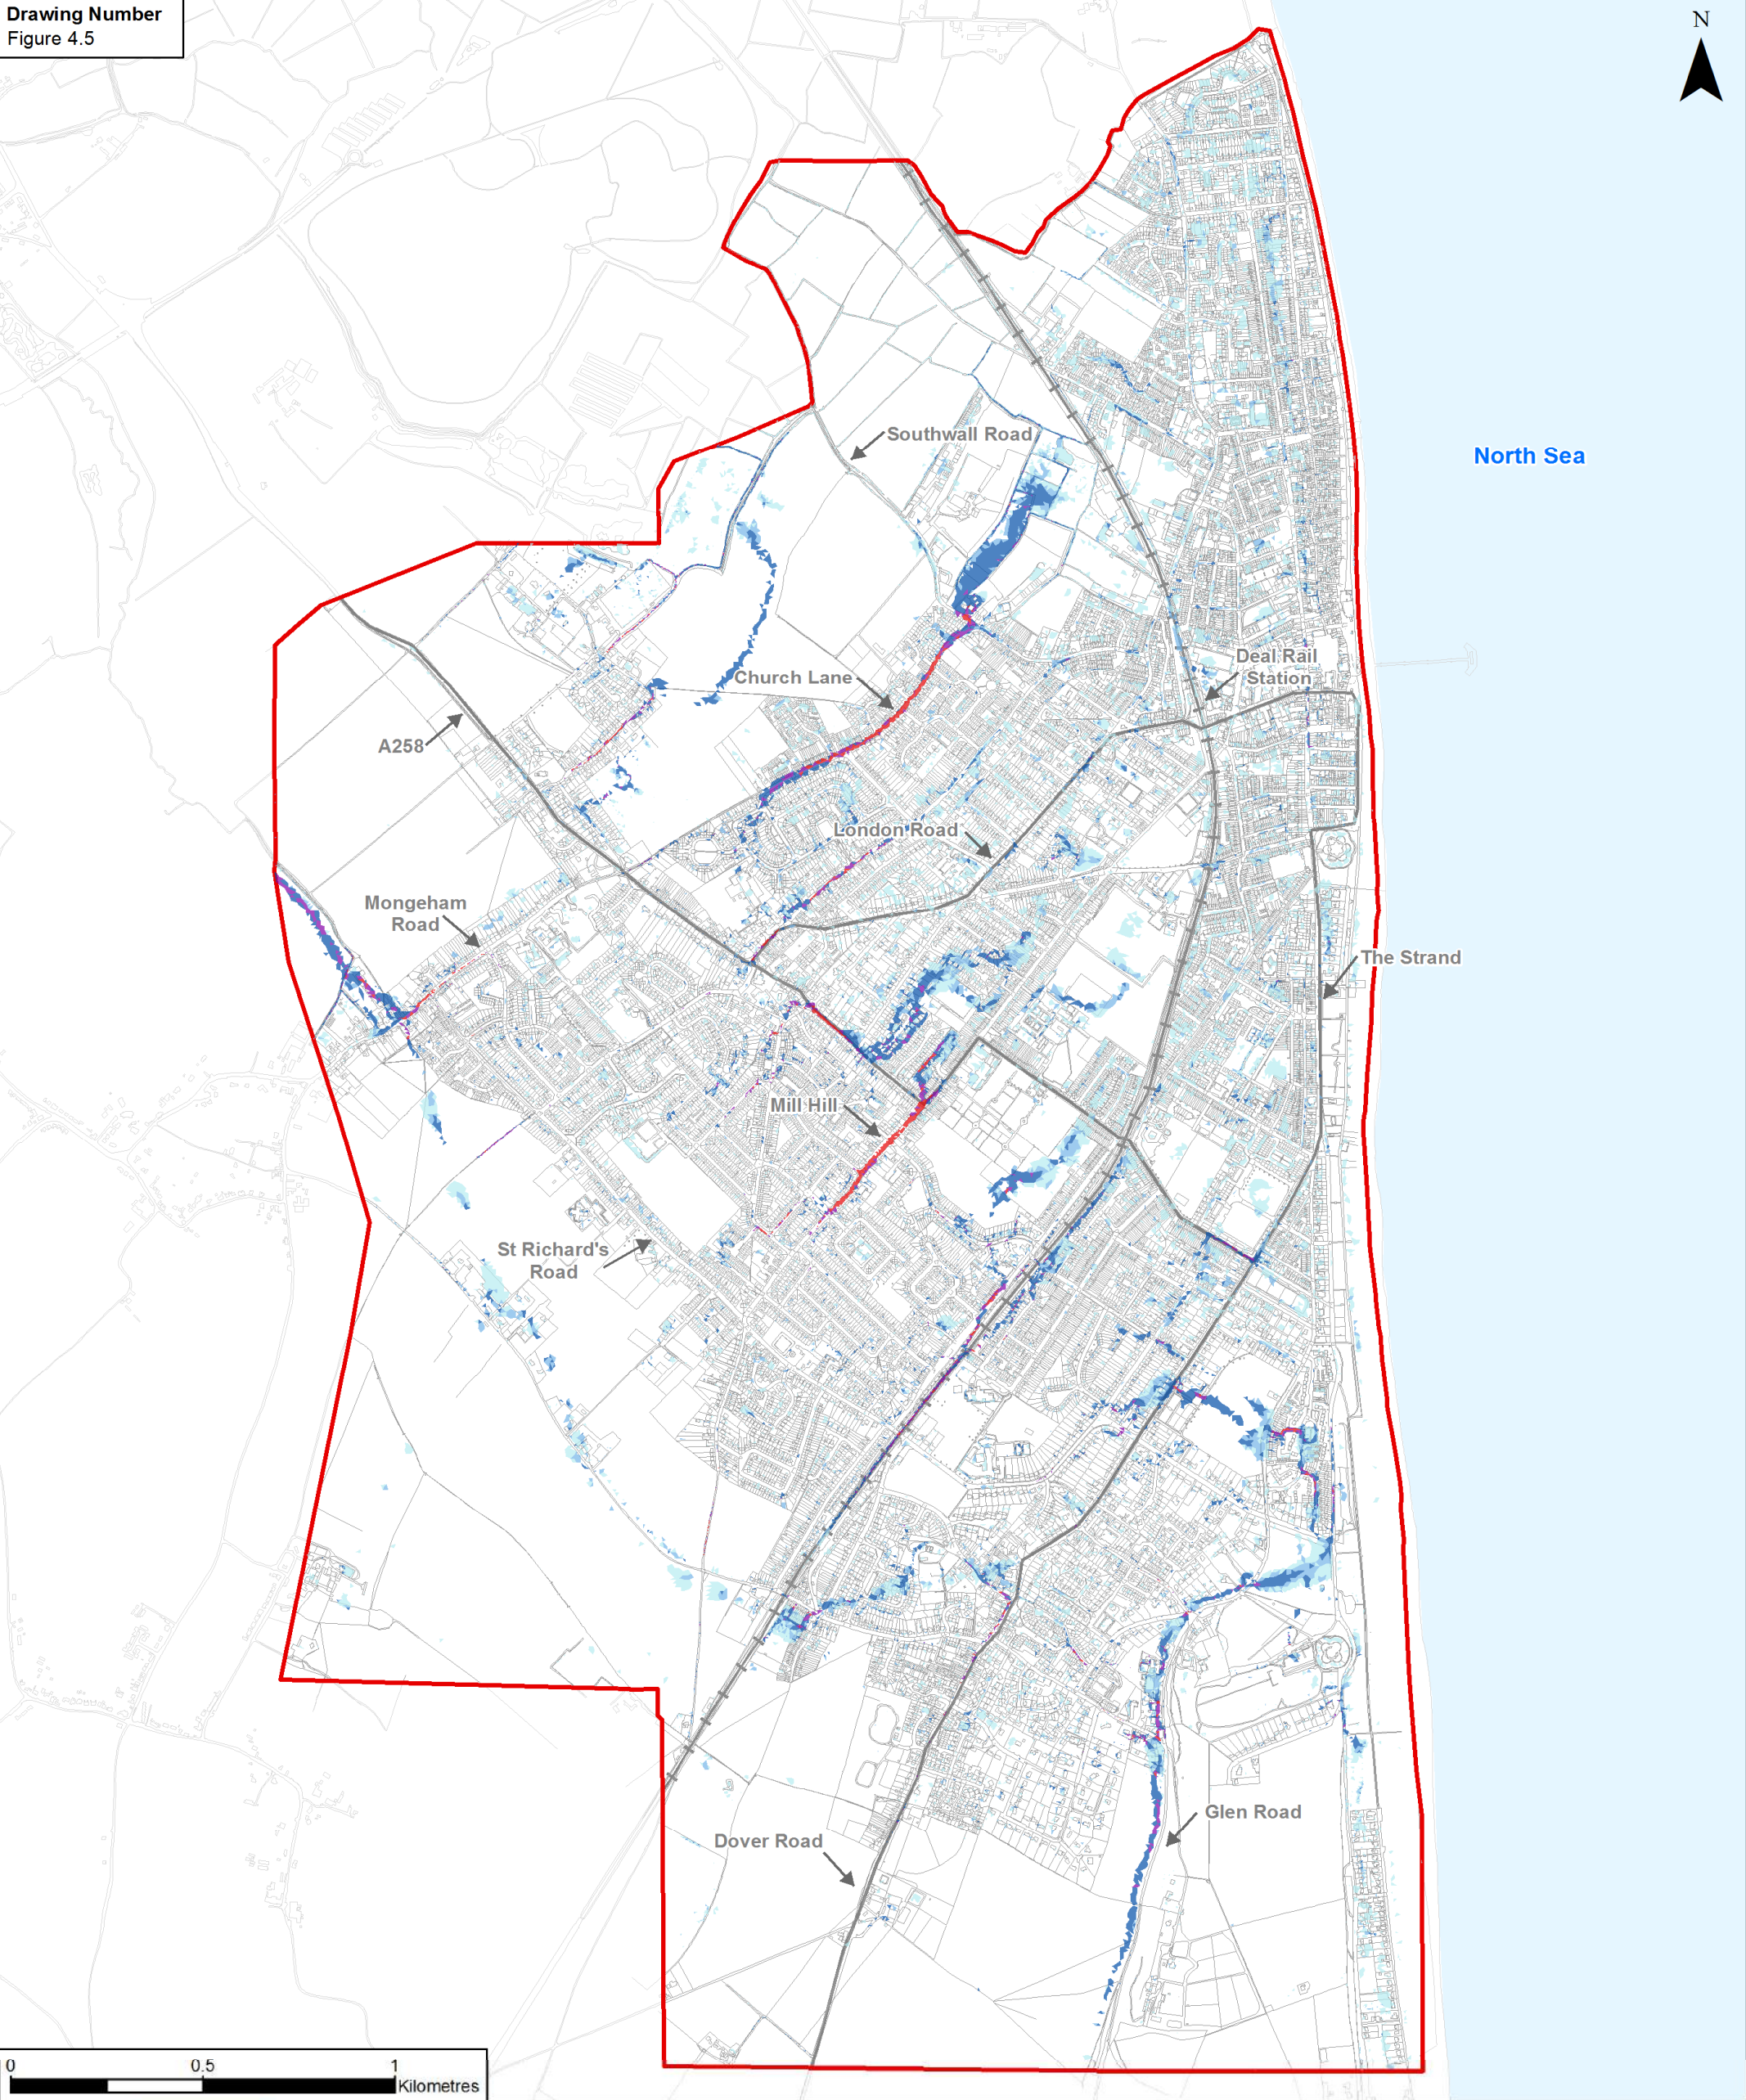 Drawing Number
Figure 4.5
N
Southwall Road
North Sea
Deal Rail
Station
Church Lane
A258
London Road
Mongeham
Road
The Strand
Mill Hill
St Richard's
Road
Glen Road
Dover Road
0 0.5 1
Kilometres